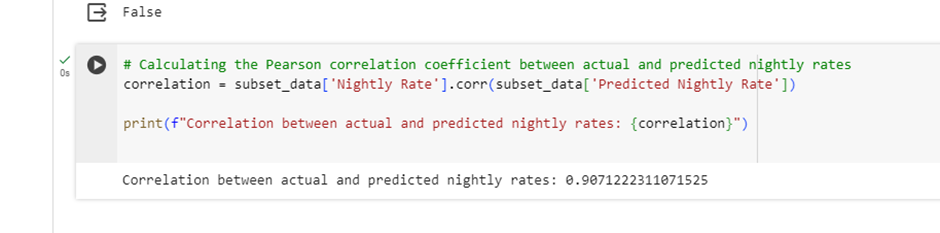 False
0s
# Calculating the Pearson correlation coefficient between actual and predicted nightly rates
correlation = subset_data['Nightly Rate'].corr(subset_data['Predicted Nightly Rate'])
print(f"Correlation between actual and predicted nightly rates: {correlation}")
Correlation between actual and predicted nightly rates: 0.9071222311071525